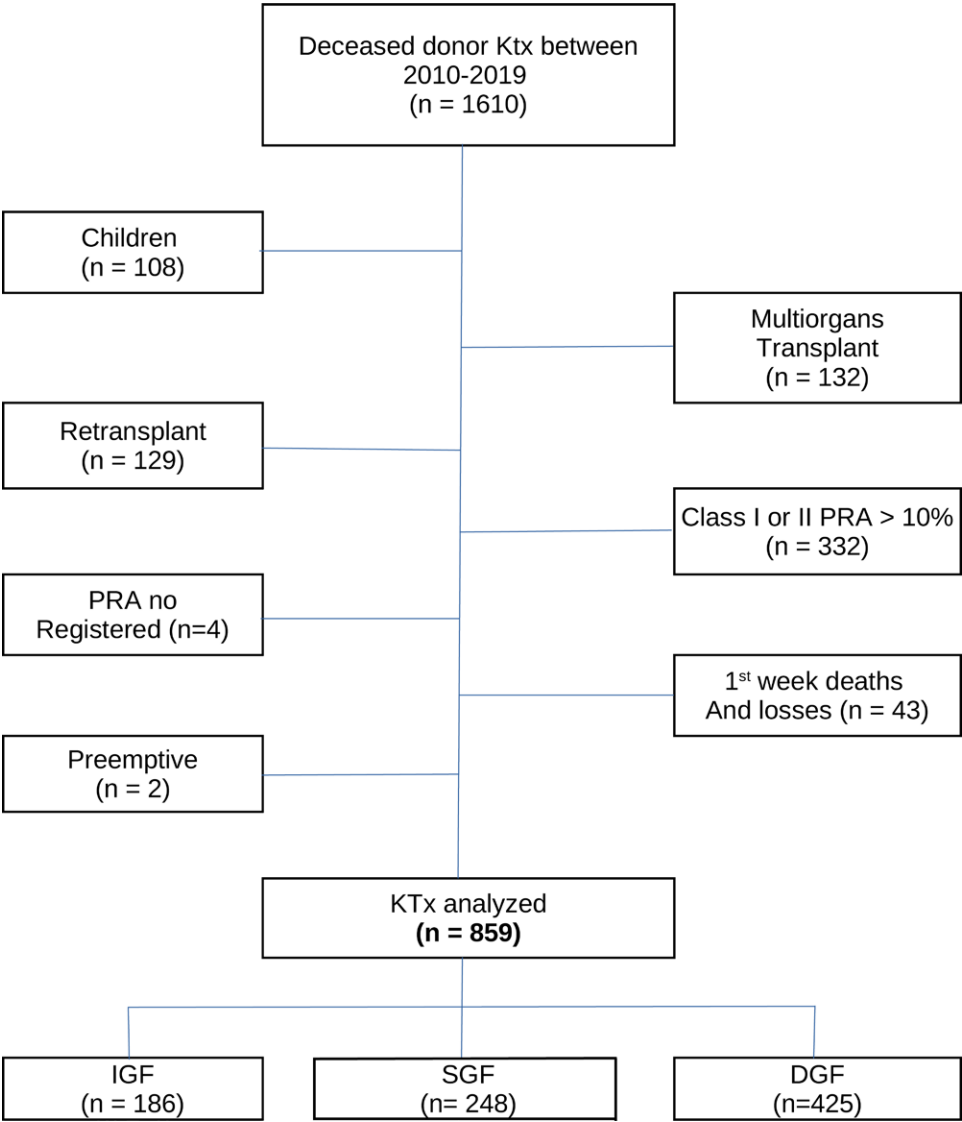 Deceased donor Ktx between
2010-2019
(n = 1610)
Children
(n = 108)
Multiorgans
Transplant
(n = 132)
Retransplant
(n = 129)
Class I or II PRA > 10%
(n = 332)
PRA no
Registered (n=4)
1st week deaths
And losses (n = 43)
Preemptive
(n = 2)
KTx analyzed
(n = 859)
IGF
(n = 186)
SGF
(n= 248)
DGF
(n=425)